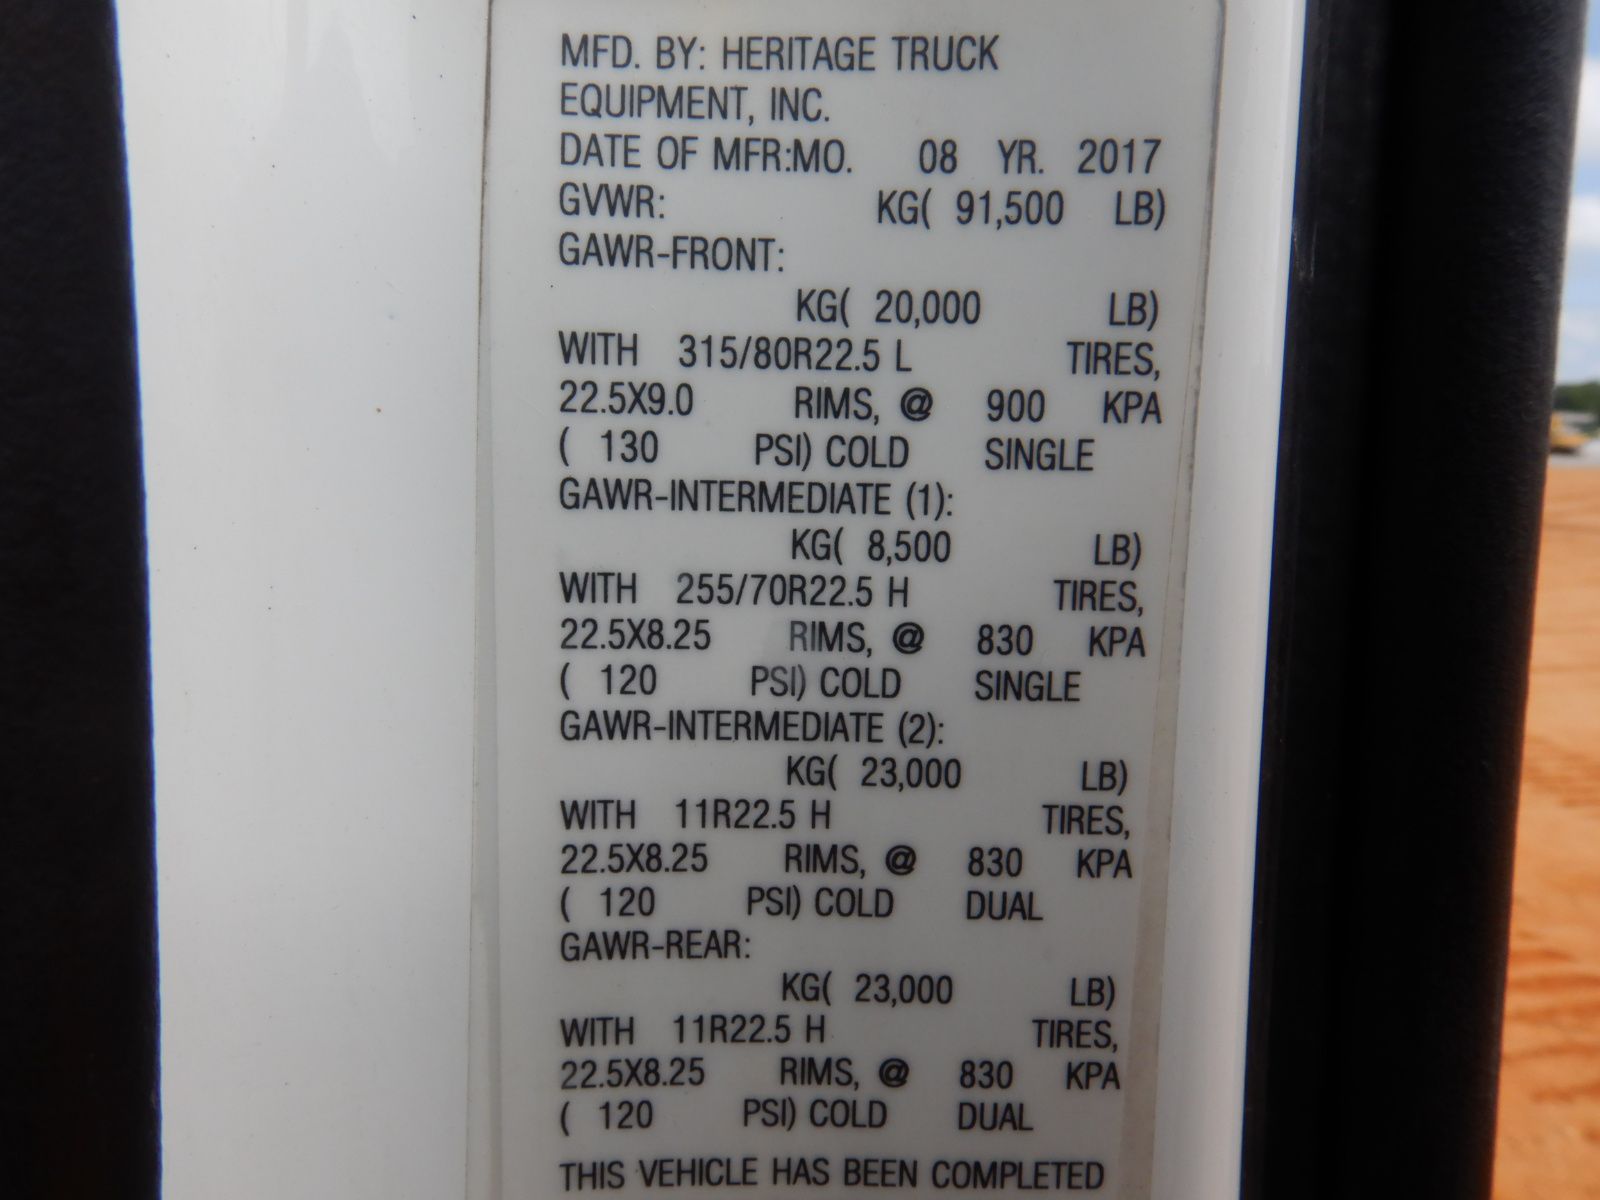 MFD. BY: HERITAGE TRUCK
EQUIPMENT, INC.
DATE OF MFR:MO. 08 YR. 2017
GVWR: KG( 91,500 LB)
GAWR-FRONT:
KG( 20,000 LB)
WITH 315/80R22.5 L TIRES,
22.5X9.0 RIMS, @ 900 KPA
( 130 PSI) COLD SINGLE
GAWR-INTERMEDIATE (1):
KG( 8,500 LB)
WITH 255/70R22.5 H TIRES,
22.5X8.25 RIMS, @ 830 KPA
( 120 PSI) COLD SINGLE
GAWR-INTERMEDIATE (2):
KG( 23,000 LB)
WITH 11R22.5 H TIRES,
22.5X8.25 RIMS, @ 830 KPA
( 120 PSI) COLD DUAL
GAWR-REAR:
KG( 23,000 LB)
WITH 11R22.5 H TIRES,
22.5X8.25 RIMS, @ 830 KPA
( 120 PSI) COLD DUAL
THIS VEHICLE HAS BEEN COMPLETED